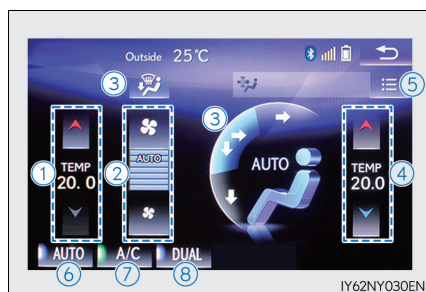 Outside 25°C
3
5
3
1
TEMP
20. 0
2
AUTO
AUTO
4
TEMP
20.0
AUTO
A/C
DUAL
6
7
8
IY62NY030EN